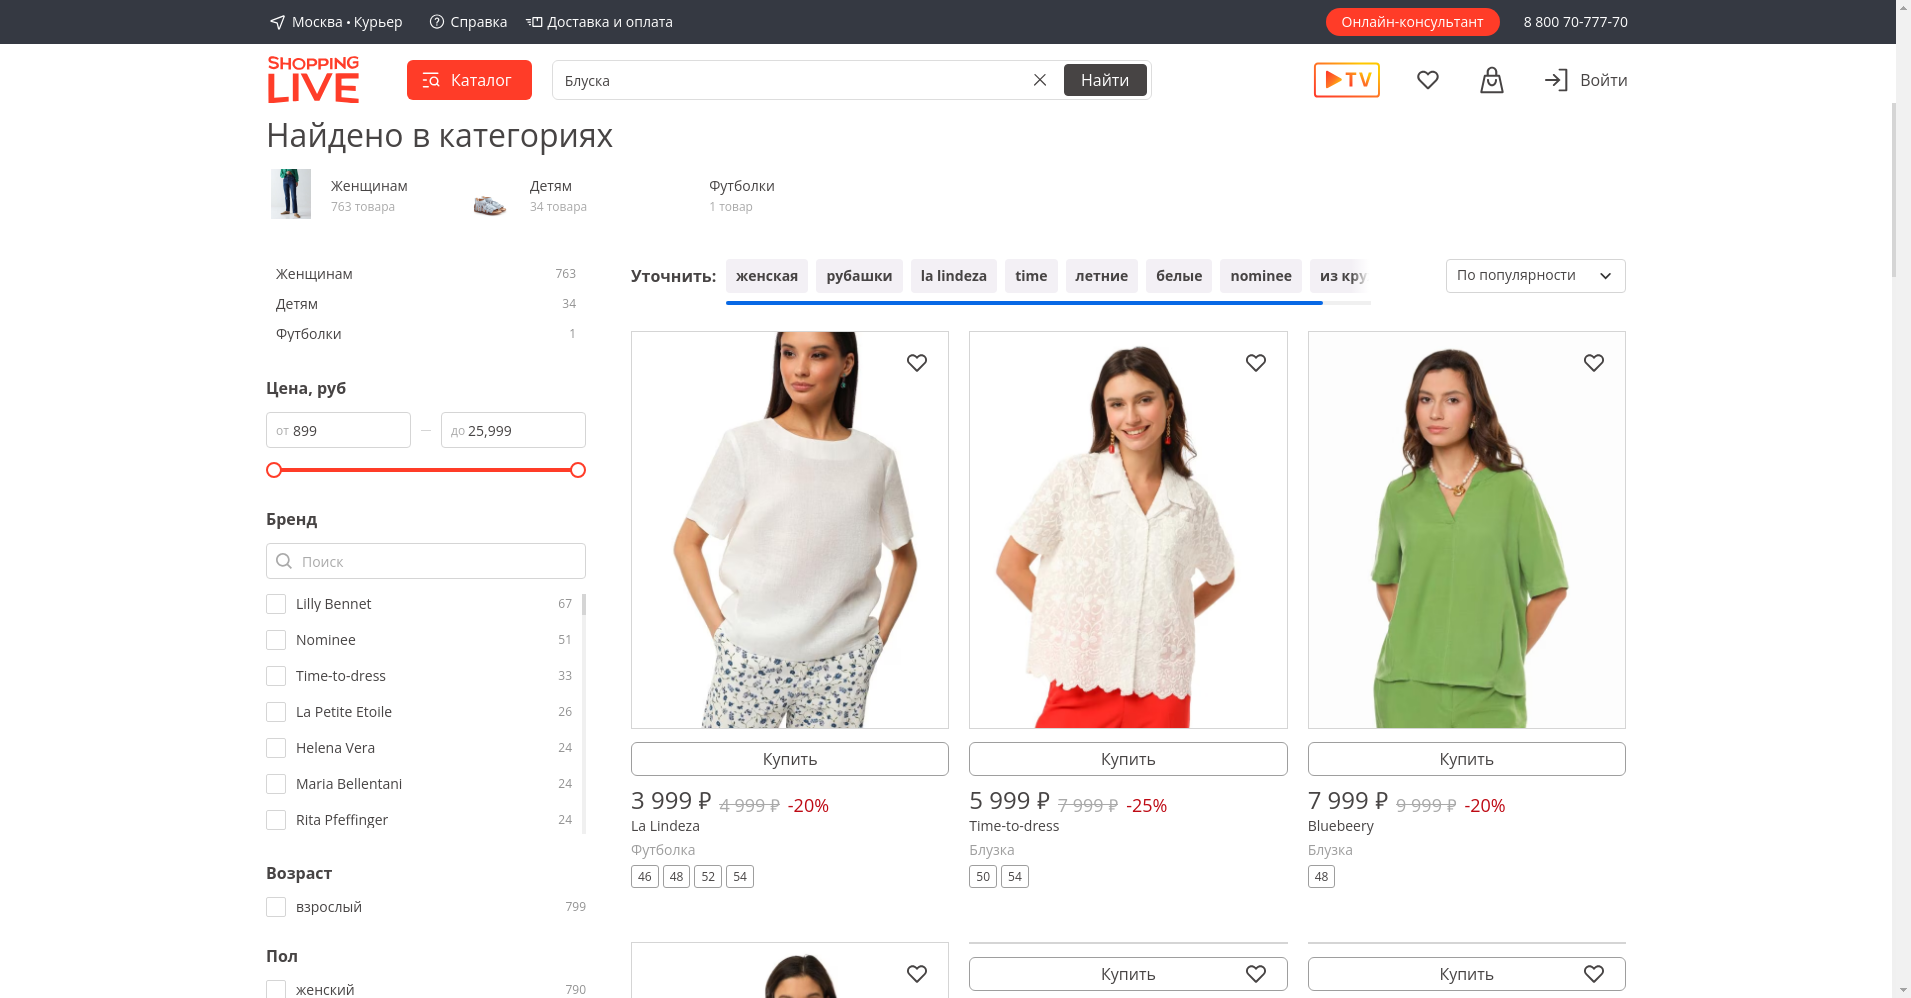 Москва • Курьер
Справка
Доставка и оплата
Онлайн-консультант
8 800 70-777-70
SHOPPING
LIVE
Каталог
Блуска
Найти
TV
Войти
Найдено в категориях
Женщинам
763 товара
Детям
34 товара
Футболки
1 товар
Женщинам 763
Детям 34
Футболки 1
Цена, руб
от 899 — до 25,999
Бренд
Поиск
Lilly Bennet 67
Nominee 51
Time-to-dress 33
La Petite Etoile 26
Helena Vera 24
Maria Bellentani 24
Rita Pfeffinger 24
Возраст
взрослый 799
Пол
женский 790
Уточнить: женская рубашки la lindeza time летние белые nominee из кру
По популярности
Купить
3 999 ₽ 4 999 ₽ -20%
La Lindeza
Футболка
46 48 52 54
Купить
5 999 ₽ 7 999 ₽ -25%
Time-to-dress
Блузка
50 54
Купить
7 999 ₽ 9 999 ₽ -20%
Bluebeery
Блузка
48
Купить
Купить